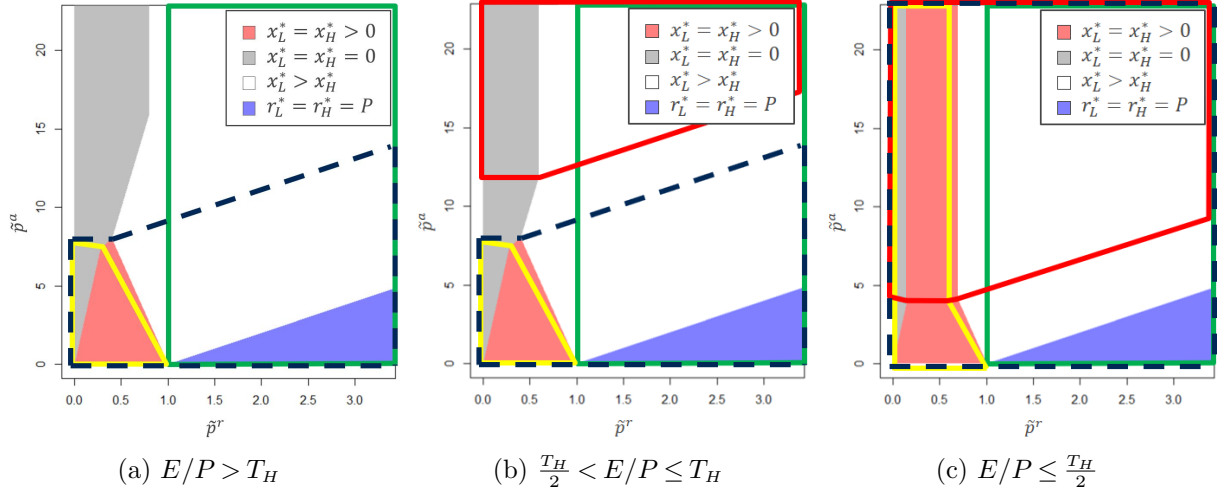 x*_L = x*_H > 0
x*_L = x*_H = 0
x*_L > x*_H
r*_L = r*_H = P
20
15
10
5
0
p̃^a
0.0 0.5 1.0 1.5 2.0 2.5 3.0
p̃^r
(a) E/P > T_H
x*_L = x*_H > 0
x*_L = x*_H = 0
x*_L > x*_H
r*_L = r*_H = P
20
15
10
5
0
p̃^a
0.0 0.5 1.0 1.5 2.0 2.5 3.0
p̃^r
(b) T_H/2 < E/P ≤ T_H
x*_L = x*_H > 0
x*_L = x*_H = 0
x*_L > x*_H
r*_L = r*_H = P
20
15
10
5
0
p̃^a
0.0 0.5 1.0 1.5 2.0 2.5 3.0
p̃^r
(c) E/P ≤ T_H/2